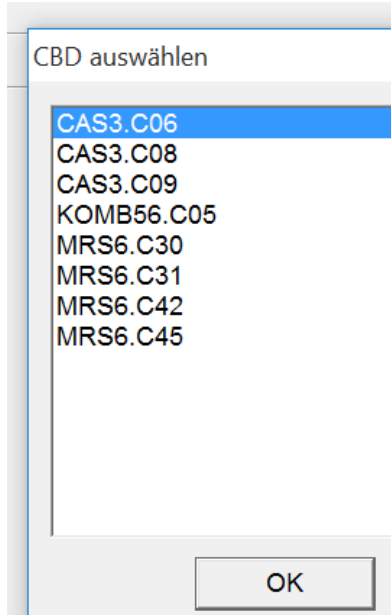 CBD auswählen
CAS3.C06
CAS3.C08
CAS3.C09
KOMB56.C05
MRS6.C30
MRS6.C31
MRS6.C42
MRS6.C45
OK